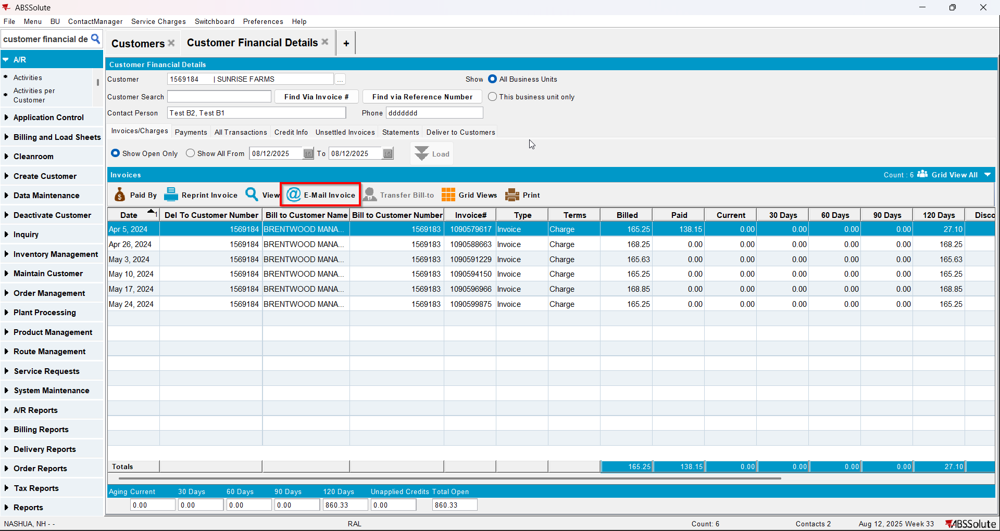 ABSSolute
File Menu BU ContactManager Service Charges Switchboard Preferences Help
customer financial de
Customers
Customer Financial Details
+
A/R
Activities
Activities per
Customer
Application Control
Billing and Load Sheets
Cleanroom
Create Customer
Data Maintenance
Deactivate Customer
Inquiry
Inventory Management
Maintain Customer
Order Management
Plant Processing
Product Management
Route Management
Service Requests
System Maintenance
A/R Reports
Billing Reports
Delivery Reports
Order Reports
Tax Reports
Reports
Customer Financial Details
Customer 1569184 | SUNRISE FARMS ... Show All Business Units
Customer Search Find Via Invoice # Find via Reference Number This business unit only
Contact Person Test B2, Test B1 Phone ddddddd
Invoices/Charges Payments All Transactions Credit Info Unsettled Invoices Statements Deliver to Customers
Show Open Only Show All From 08/12/2025 To 08/12/2025 Load
Invoices Count : 6 Grid View All
Paid By Reprint Invoice View E-Mail Invoice Transfer Bill-to Grid Views Print
Date 1 Del To Customer Number Bill to Customer Name Bill to Customer Number Invoice# Type Terms Billed Paid Current 30 Days 60 Days 90 Days 120 Days Disco
Apr 5, 2024 1569184 BRENTWOOD MANA... 1569183 1090579617 Invoice Charge 165.25 138.15 0.00 0.00 0.00 0.00 27.10
Apr 26, 2024 1569184 BRENTWOOD MANA... 1569183 1090588663 Invoice Charge 168.25 0.00 0.00 0.00 0.00 0.00 168.25
May 3, 2024 1569184 BRENTWOOD MANA... 1569183 1090591229 Invoice Charge 165.63 0.00 0.00 0.00 0.00 0.00 165.63
May 10, 2024 1569184 BRENTWOOD MANA... 1569183 1090594150 Invoice Charge 165.25 0.00 0.00 0.00 0.00 0.00 165.25
May 17, 2024 1569184 BRENTWOOD MANA... 1569183 1090596966 Invoice Charge 168.85 0.00 0.00 0.00 0.00 0.00 168.85
May 24, 2024 1569184 BRENTWOOD MANA... 1569183 1090599875 Invoice Charge 165.25 0.00 0.00 0.00 0.00 0.00 165.25
Totals 165.25 138.15 0.00 0.00 0.00 0.00 27.10
Aging Current 30 Days 60 Days 90 Days 120 Days Unapplied Credits Total Open
0.00 0.00 0.00 0.00 860.33 0.00 860.33
NASHUA, NH - - RAL Count: 6 Contacts 2 Aug 12, 2025 Week 33 ABSSolute